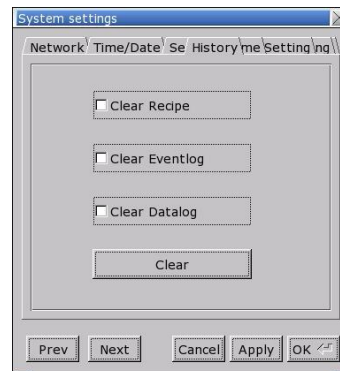 System settings
Network Time/Date Se History me Setting ng
Clear Recipe
Clear Eventlog
Clear Datalog
Clear
Prev Next Cancel Apply OK